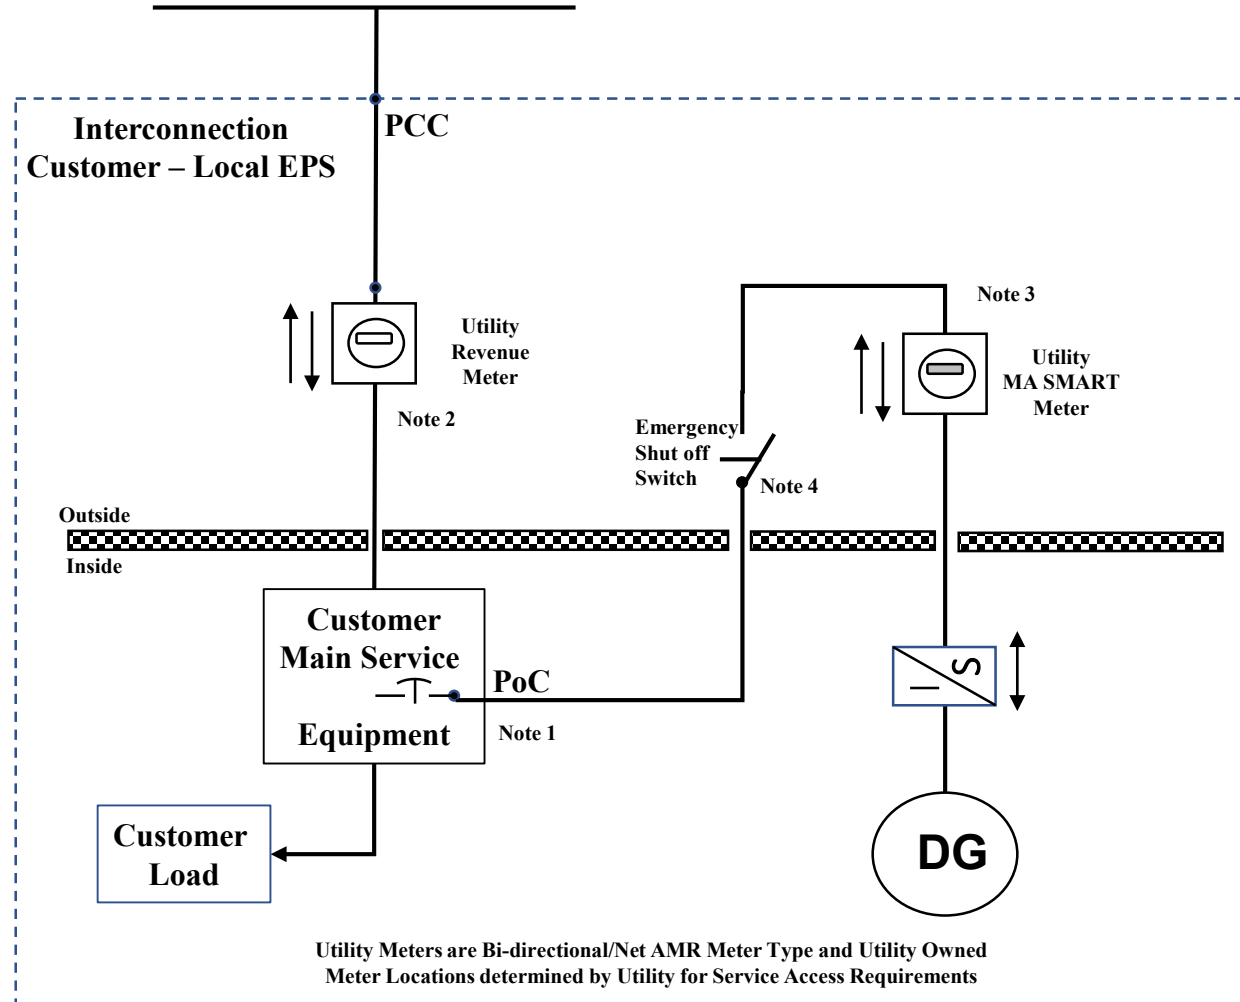 PCC
Interconnection
Customer – Local EPS
Utility
Revenue
Meter
Note 2
Note 3
Utility
MA SMART
Meter
Emergency
Shut off
Switch
Note 4
Outside
Inside
Customer
Main Service
Equipment
PoC
Note 1
Customer
Load
DG
Utility Meters are Bi-directional/Net AMR Meter Type and Utility Owned
Meter Locations determined by Utility for Service Access Requirements